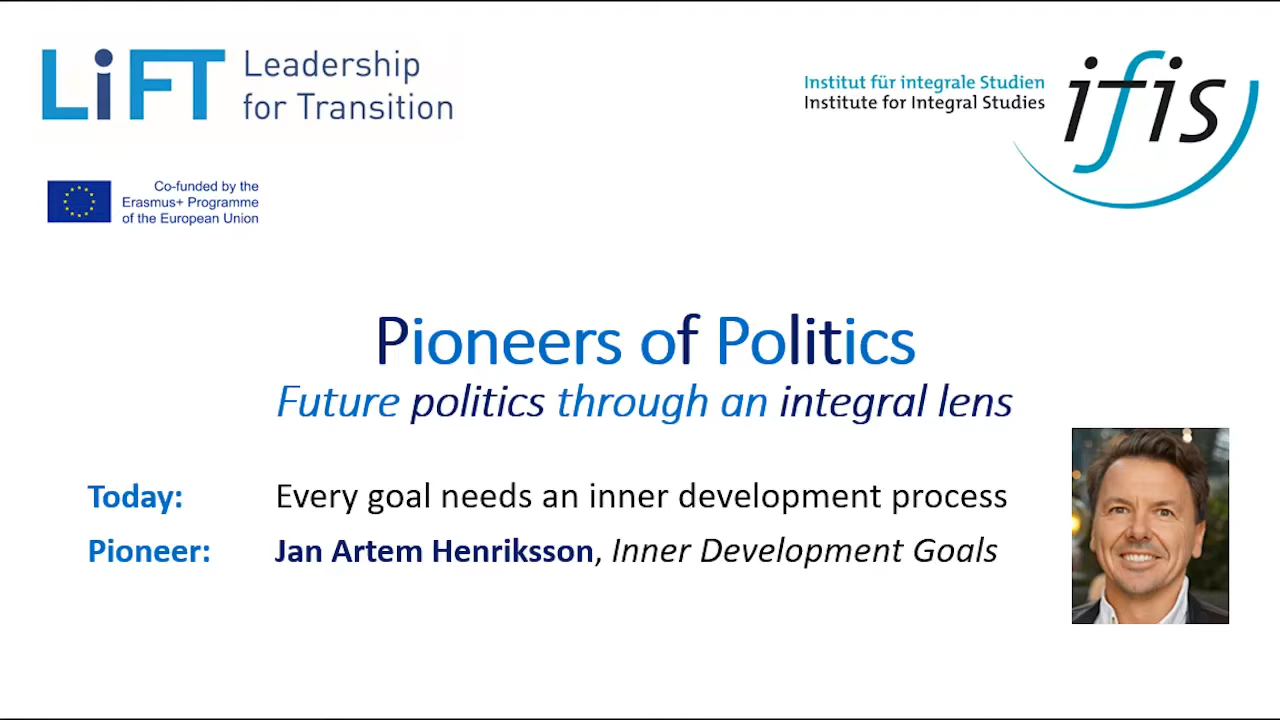 LiFT Leadership
for Transition
Institut für integrale Studien
Institute for Integral Studies
ifis
Co-funded by the
Erasmus+ Programme
of the European Union
Pioneers of Politics
Future politics through an integral lens
Today: Every goal needs an inner development process
Pioneer: Jan Artem Henriksson, Inner Development Goals